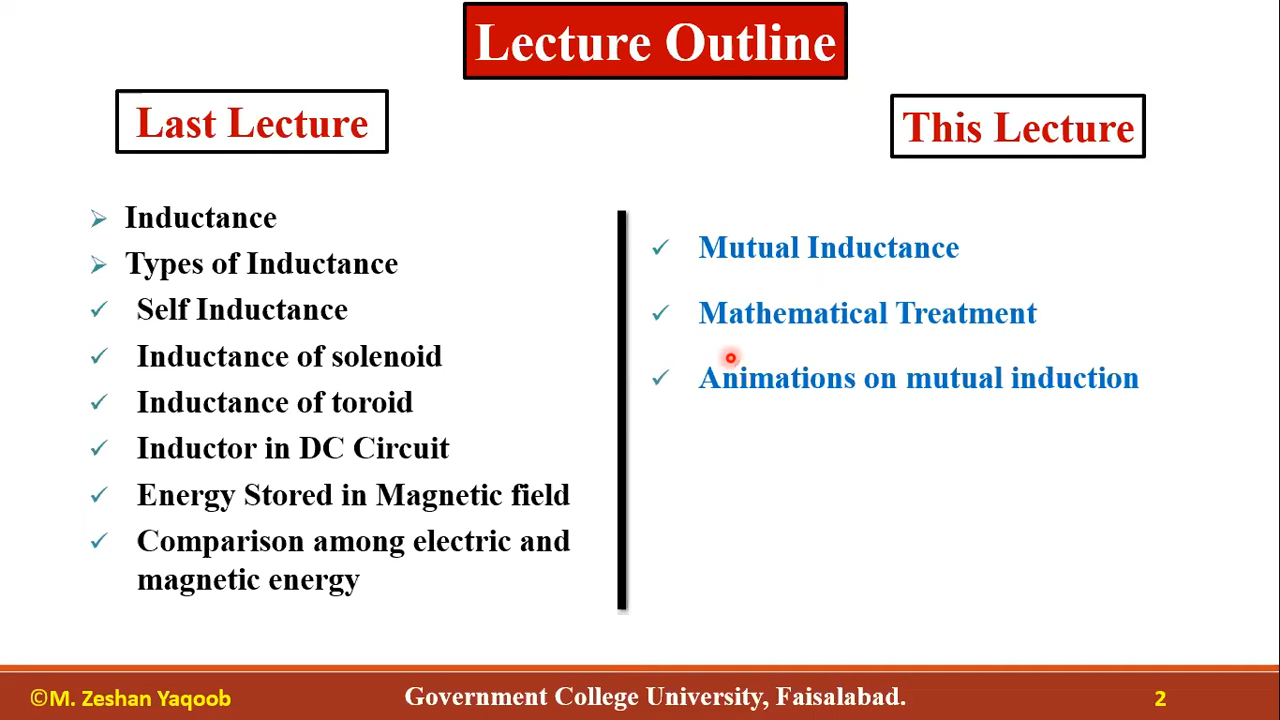 Lecture Outline
Last Lecture
Inductance
Types of Inductance
Self Inductance
Inductance of solenoid
Inductance of toroid
Inductor in DC Circuit
Energy Stored in Magnetic field
Comparison among electric and
magnetic energy
This Lecture
Mutual Inductance
Mathematical Treatment
Animations on mutual induction
©M. Zeshan Yaqoob
Government College University, Faisalabad.
2